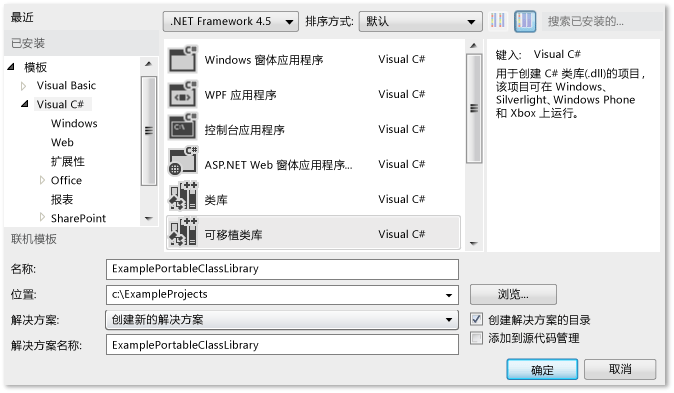 最近
.NET Framework 4.5
排序方式:
默认
搜索已安装的...
已安装
模板
Visual Basic
Visual C#
Windows
Web
扩展性
Office
报表
SharePoint
联机模板
Windows 窗体应用程序
Visual C#
WPF 应用程序
Visual C#
控制台应用程序
Visual C#
ASP.NET Web 窗体应用程序...
Visual C#
类库
Visual C#
可移植类库
Visual C#
键入: Visual C#
用于创建 C# 类库(.dll)的项目,
该项目可在 Windows、
Silverlight、Windows Phone
和 Xbox 上运行。
名称:
ExamplePortableClassLibrary
位置:
c:\ExampleProjects
浏览...
解决方案:
创建新的解决方案
创建解决方案的目录
解决方案名称:
ExamplePortableClassLibrary
添加到源代码管理
确定
取消